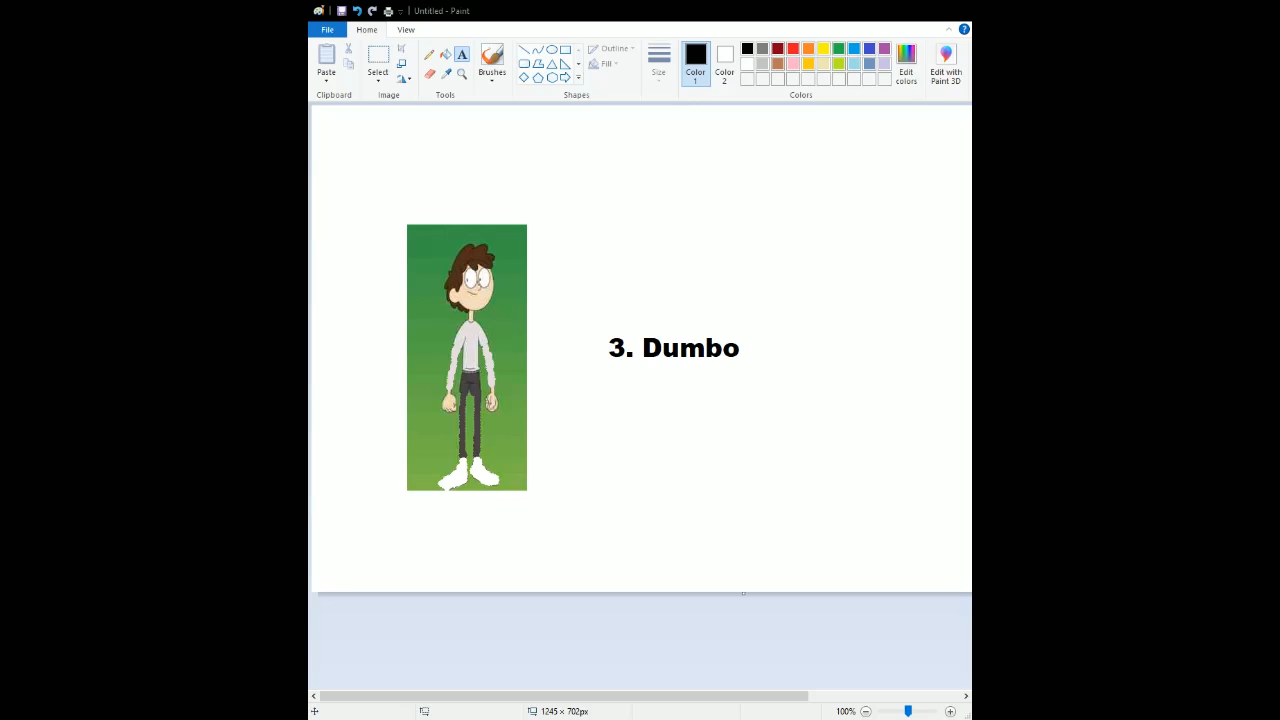 Untitled - Paint
File Home View
Paste
Select
Brushes
Outline
Fill
Size
Color 1
Color 2
Edit colors
Edit with Paint 3D
Clipboard Image Tools Shapes Colors
A
3. Dumbo
1245 × 702px
100%